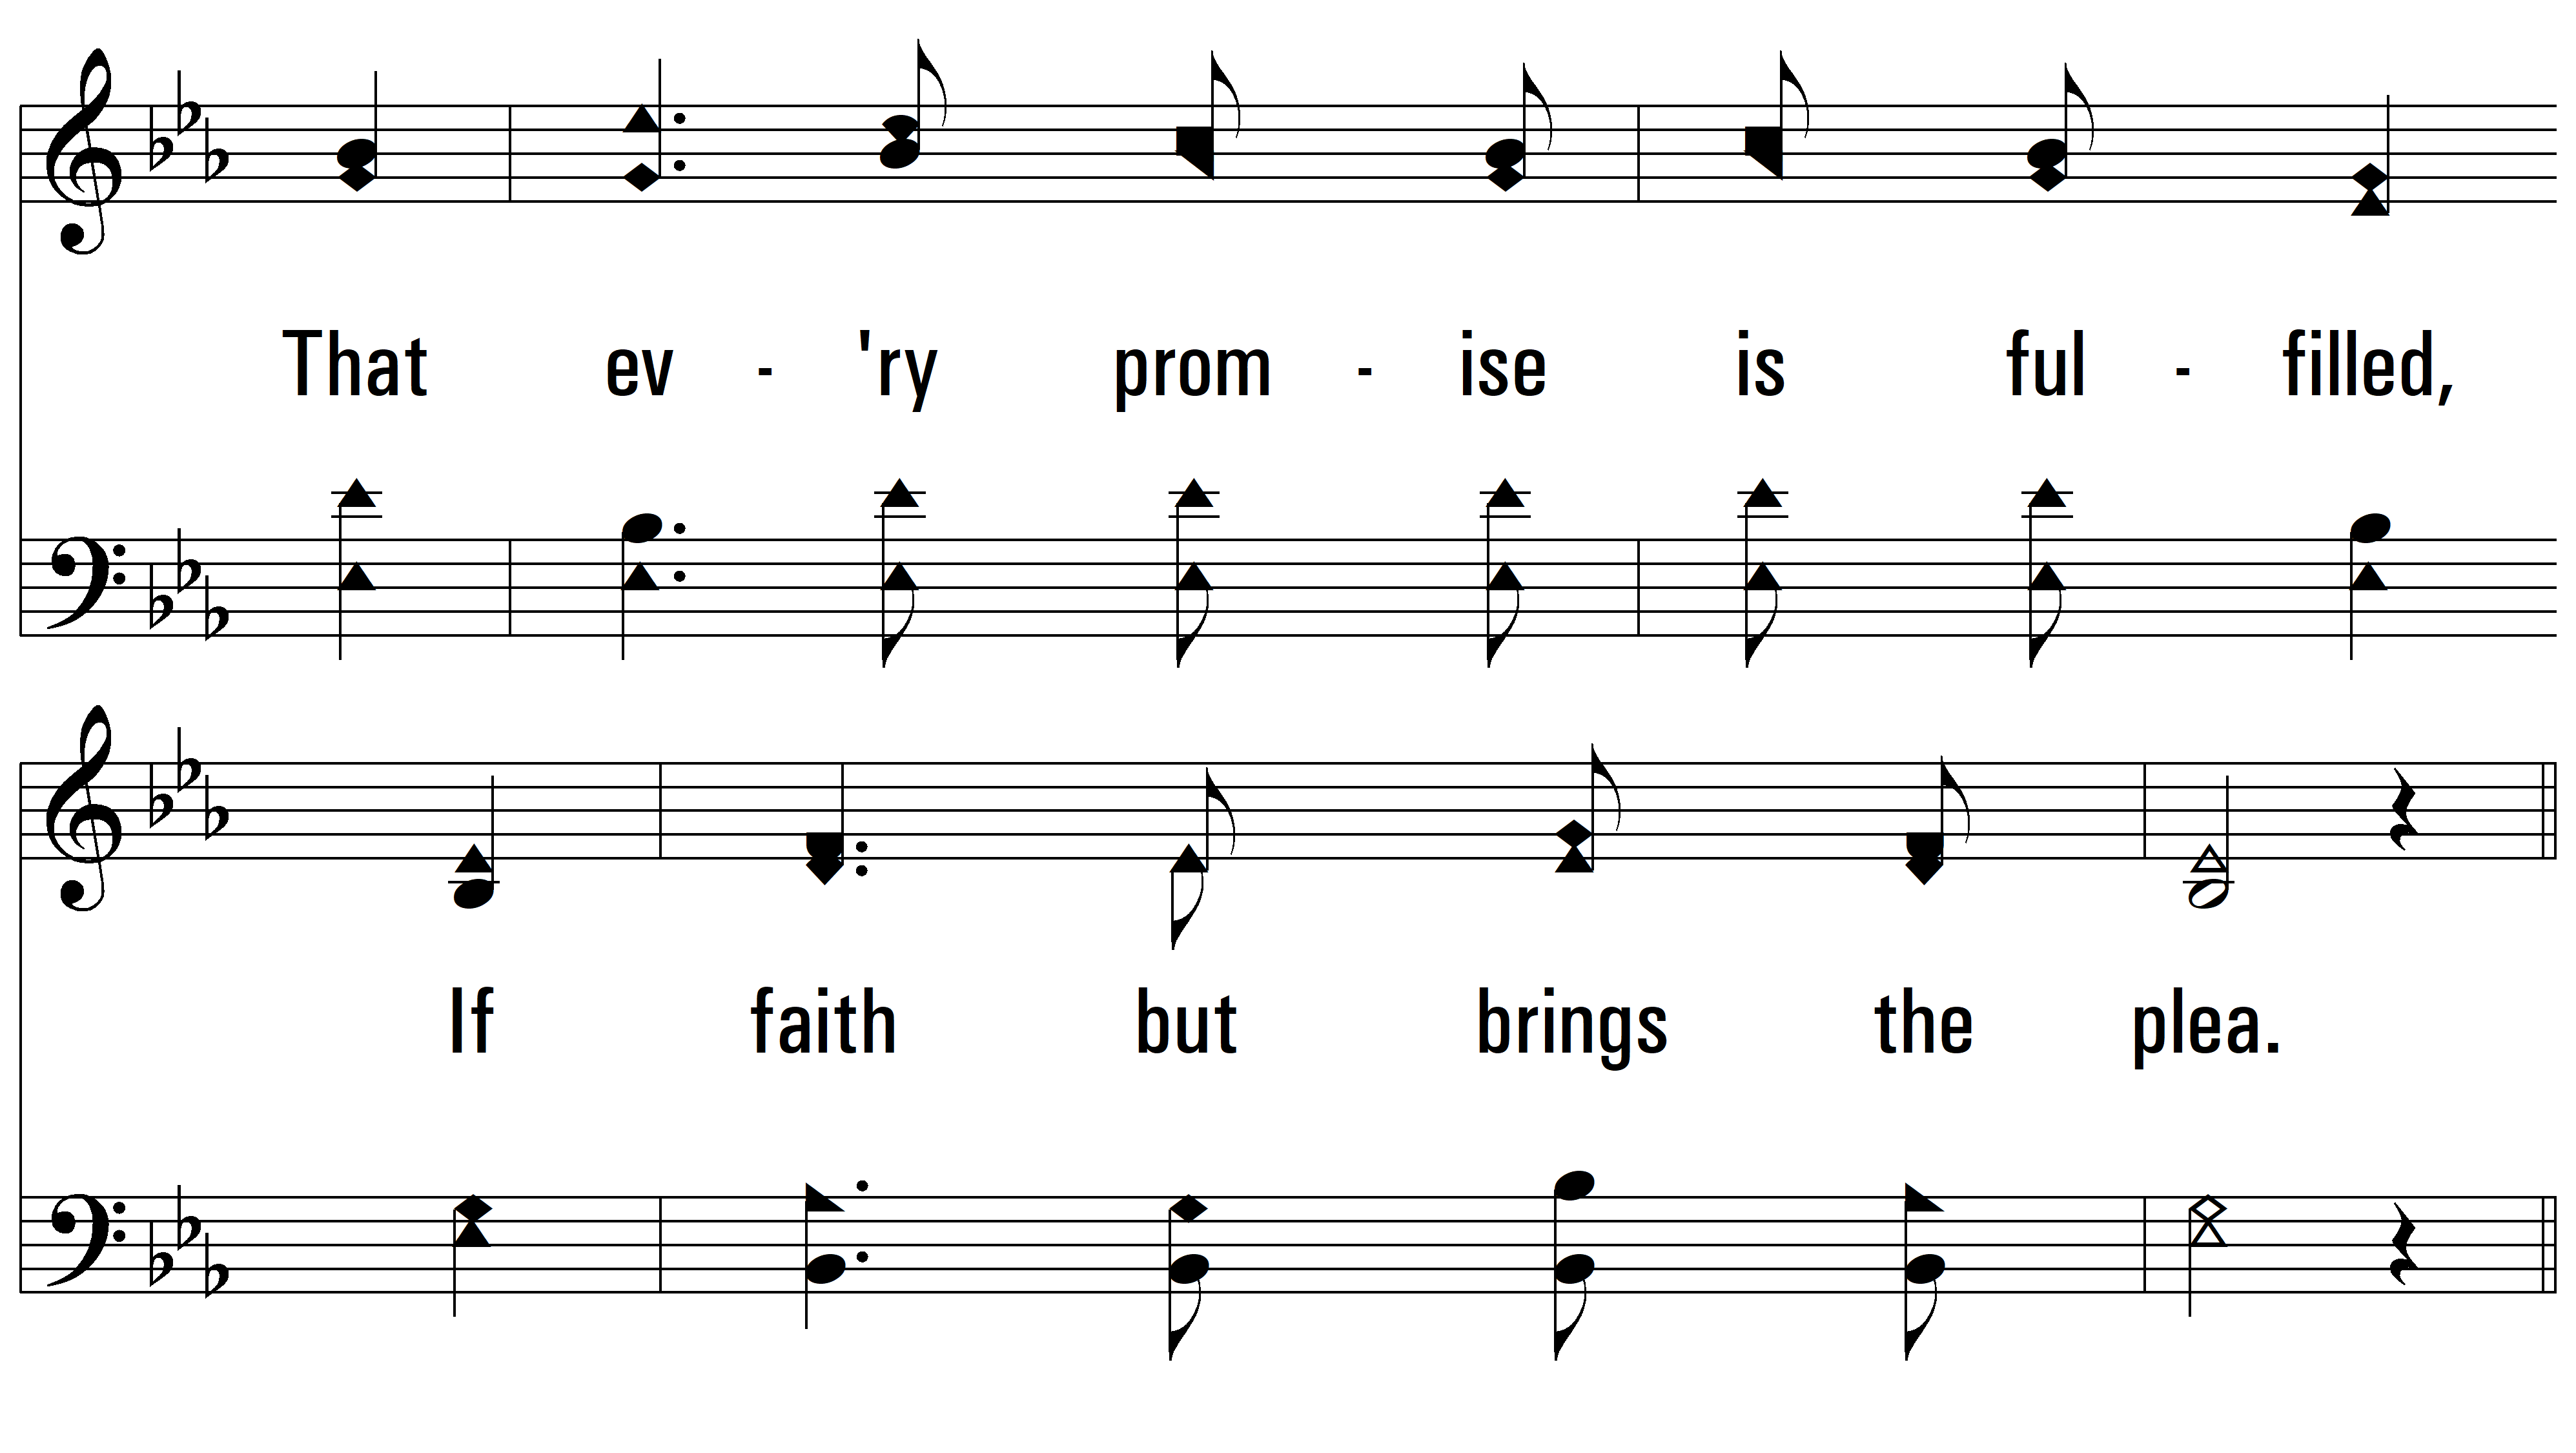 That ev - 'ry prom - ise is ful - filled,
If faith but brings the plea.